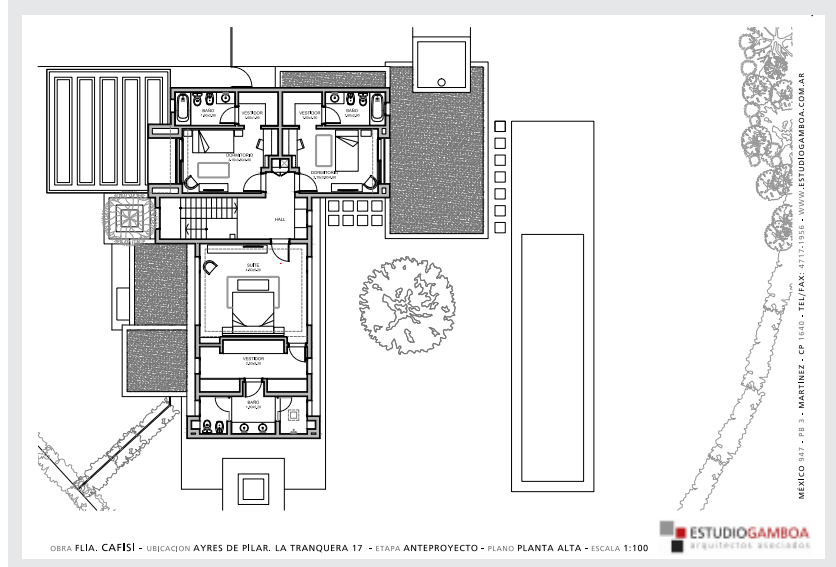 BAÑO
VESTIDOR
VESTIDOR
BAÑO
DORMITORIO
DORMITORIO
HALL
SUITE
VESTIDOR
BAÑO
MÉXICO 947 - PB 3 - MARTÍNEZ - CP 1640 - TEL/FAX: 4717-1956 - WWW.ESTUDIOGAMBOA.COM.AR
OBRA FLIA. CAFISI - UBICACION AYRES DE PILAR. LA TRANQUERA 17 - ETAPA ANTEPROYECTO - PLANO PLANTA ALTA - ESCALA 1:100
ESTUDIOGAMBOA
arquitectos asociados